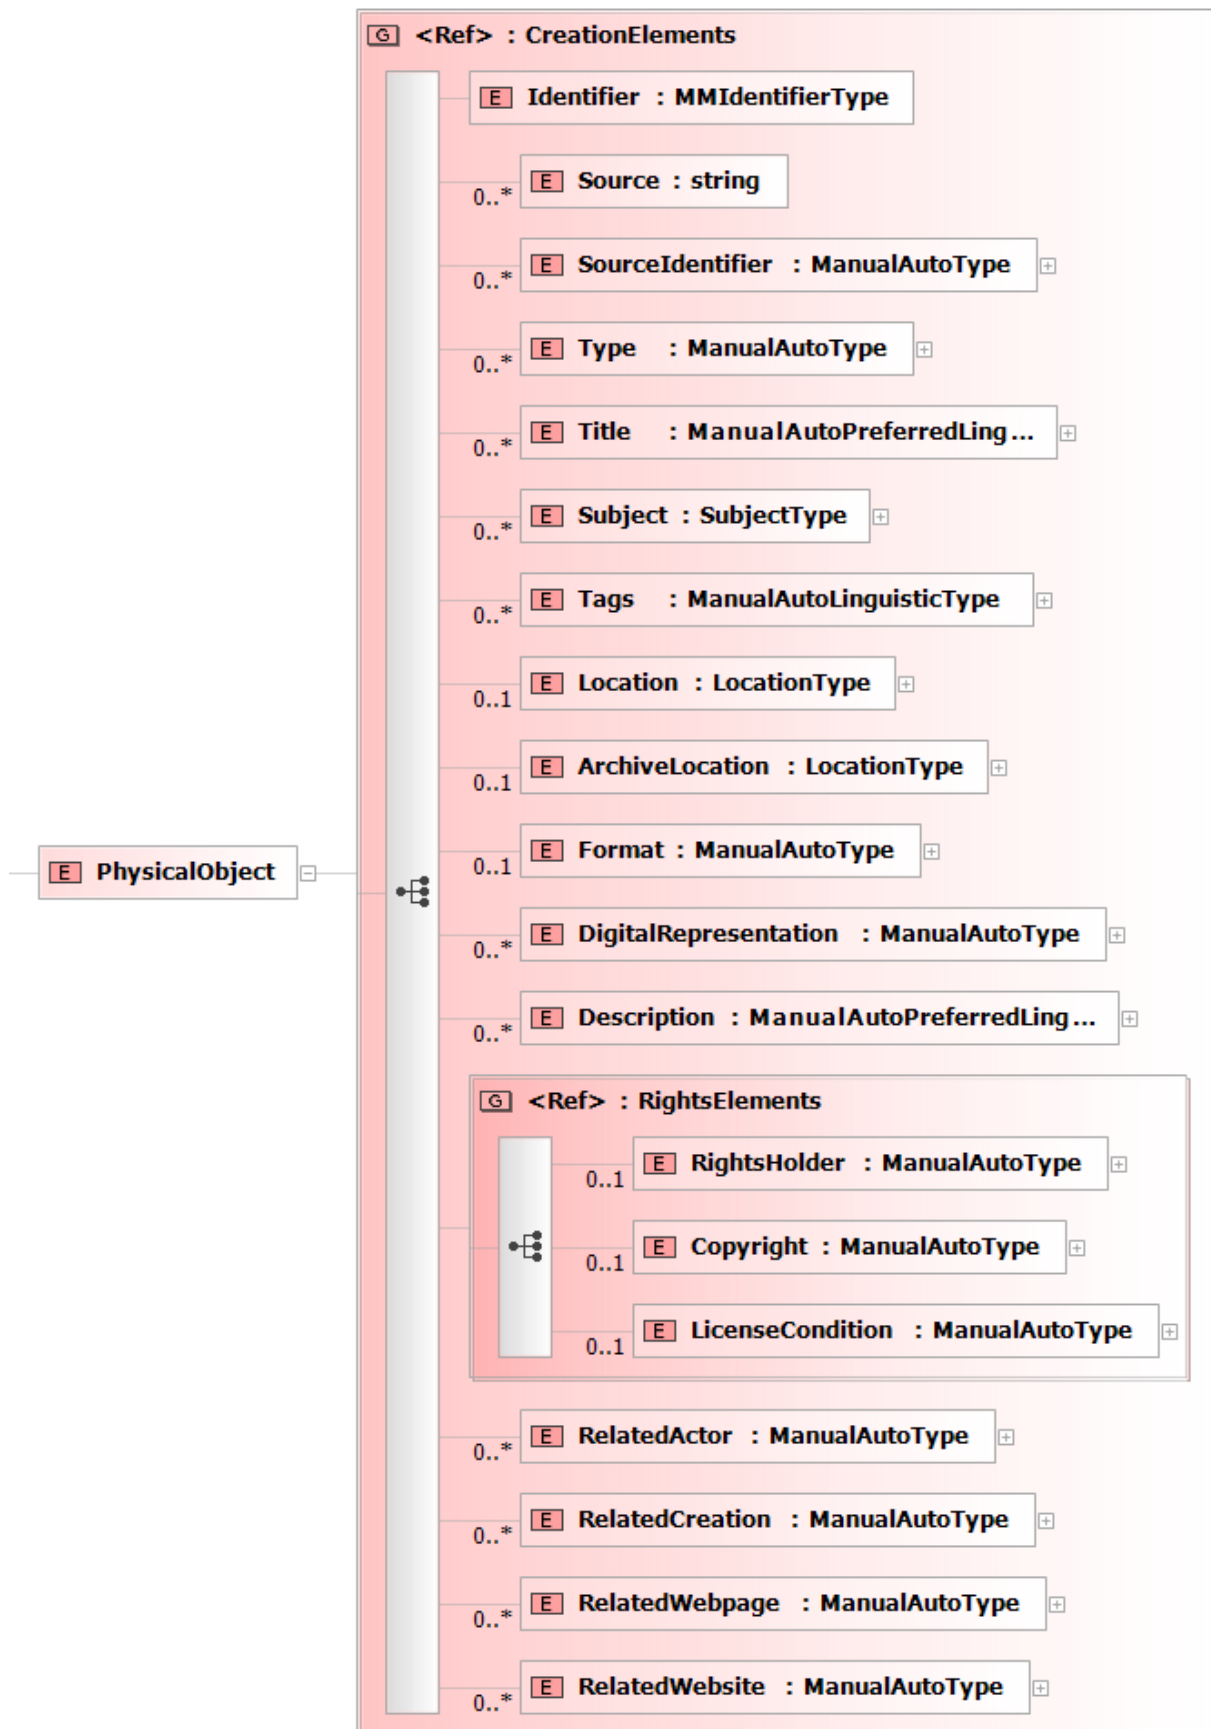 G <Ref> : CreationElements
E Identifier : MMIdentifierType
E Source : string
0..*
E SourceIdentifier : ManualAutoType
0..*
E Type : ManualAutoType
0..*
E Title : ManualAutoPreferredLing...
0..*
E Subject : SubjectType
0..*
E Tags : ManualAutoLinguisticType
0..*
E Location : LocationType
0..1
E ArchiveLocation : LocationType
0..1
E Format : ManualAutoType
0..1
E PhysicalObject
E DigitalRepresentation : ManualAutoType
0..*
E Description : ManualAutoPreferredLing...
0..*
G <Ref> : RightsElements
E RightsHolder : ManualAutoType
0..1
E Copyright : ManualAutoType
0..1
E LicenseCondition : ManualAutoType
0..1
E RelatedActor : ManualAutoType
0..*
E RelatedCreation : ManualAutoType
0..*
E RelatedWebpage : ManualAutoType
0..*
E RelatedWebsite : ManualAutoType
0..*